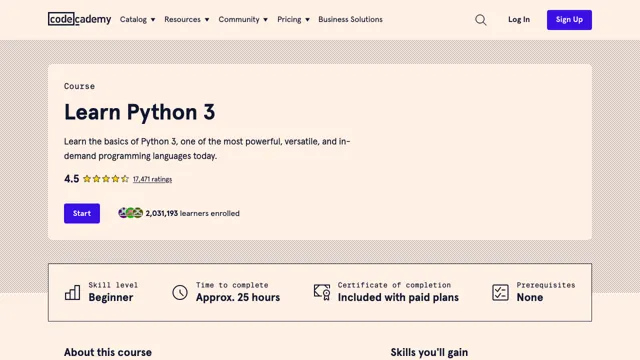 codecademy
Catalog
Resources
Community
Pricing
Business Solutions
Log In
Sign Up
Course
Learn Python 3
Learn the basics of Python 3, one of the most powerful, versatile, and in-
demand programming languages today.
4.5
17,471 ratings
Start
2,031,193 learners enrolled
Skill level
Beginner
Time to complete
Approx. 25 hours
Certificate of completion
Included with paid plans
Prerequisites
None
About this course
Skills you'll gain